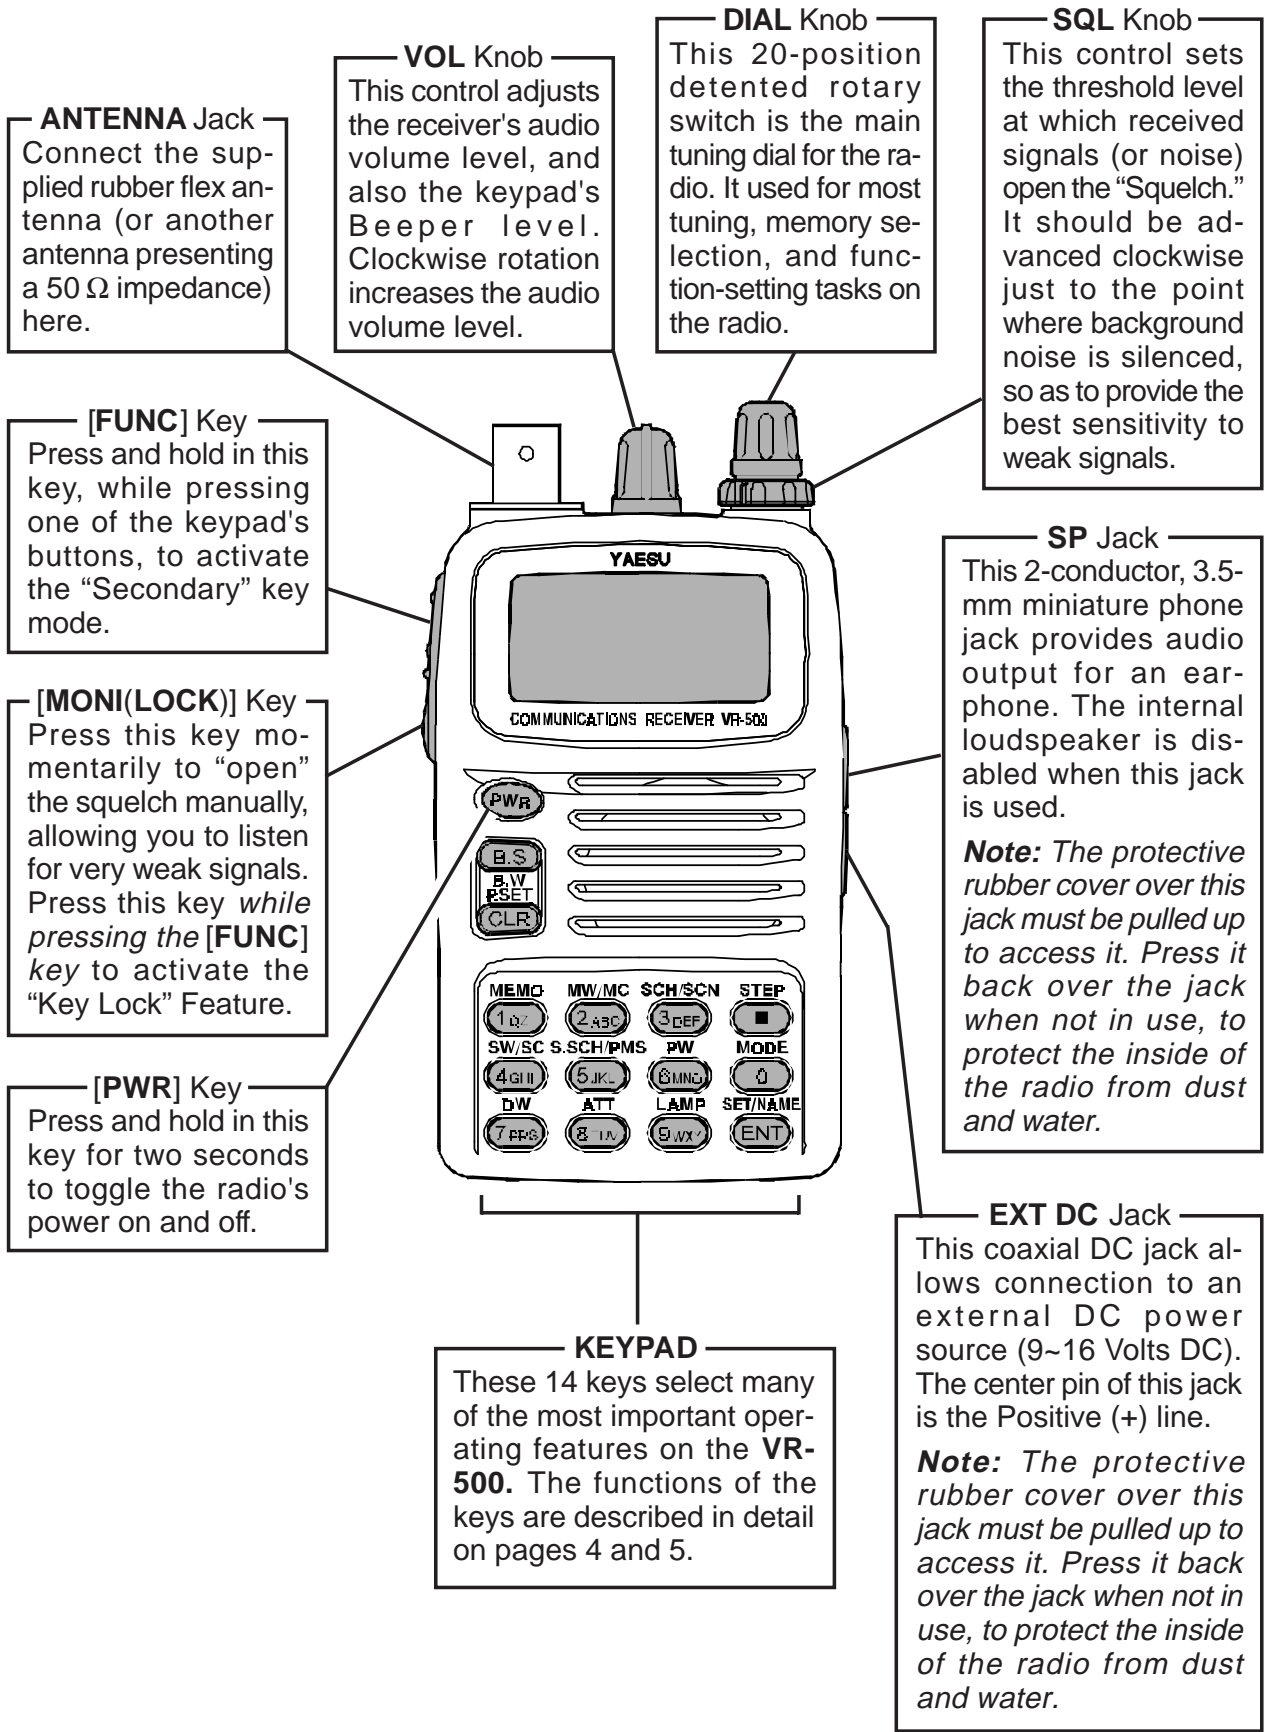 ANTENNA Jack
Connect the sup-
plied rubber flex an-
tenna (or another
antenna presenting
a 50 Ω impedance)
here.
VOL Knob
This control adjusts
the receiver's audio
volume level, and
also the keypad's
Beeper level.
Clockwise rotation
increases the audio
volume level.
DIAL Knob
This 20-position
detented rotary
switch is the main
tuning dial for the ra-
dio. It used for most
tuning, memory se-
lection, and func-
tion-setting tasks on
the radio.
SQL Knob
This control sets
the threshold level
at which received
signals (or noise)
open the “Squelch.”
It should be ad-
vanced clockwise
just to the point
where background
noise is silenced,
so as to provide the
best sensitivity to
weak signals.
[FUNC] Key
Press and hold in this
key, while pressing
one of the keypad's
buttons, to activate
the “Secondary” key
mode.
[MONI(LOCK)] Key
Press this key mo-
mentarily to “open”
the squelch manually,
allowing you to listen
for very weak signals.
Press this key while
pressing the [FUNC]
key to activate the
“Key Lock” Feature.
[PWR] Key
Press and hold in this
key for two seconds
to toggle the radio's
power on and off.
YAESU
COMMUNICATIONS RECEIVER VR-500
PWR
B.S
B.W
P.SET
CLR
MEMO MW/MC SCH/SCN STEP
1QZ 2ABC 3DEF ■
SW/SC S.SCH/PMS PW MODE
4GHI 5JKL 6MNO 0
DW ATT LAMP SET/NAME
7PRS 8TUV 9WXY ENT
SP Jack
This 2-conductor, 3.5-
mm miniature phone
jack provides audio
output for an ear-
phone. The internal
loudspeaker is dis-
abled when this jack
is used.
Note: The protective
rubber cover over this
jack must be pulled up
to access it. Press it
back over the jack
when not in use, to
protect the inside of
the radio from dust
and water.
KEYPAD
These 14 keys select many
of the most important oper-
ating features on the VR-
500. The functions of the
keys are described in detail
on pages 4 and 5.
EXT DC Jack
This coaxial DC jack al-
lows connection to an
external DC power
source (9~16 Volts DC).
The center pin of this jack
is the Positive (+) line.
Note: The protective
rubber cover over this
jack must be pulled up to
access it. Press it back
over the jack when not in
use, to protect the inside
of the radio from dust
and water.